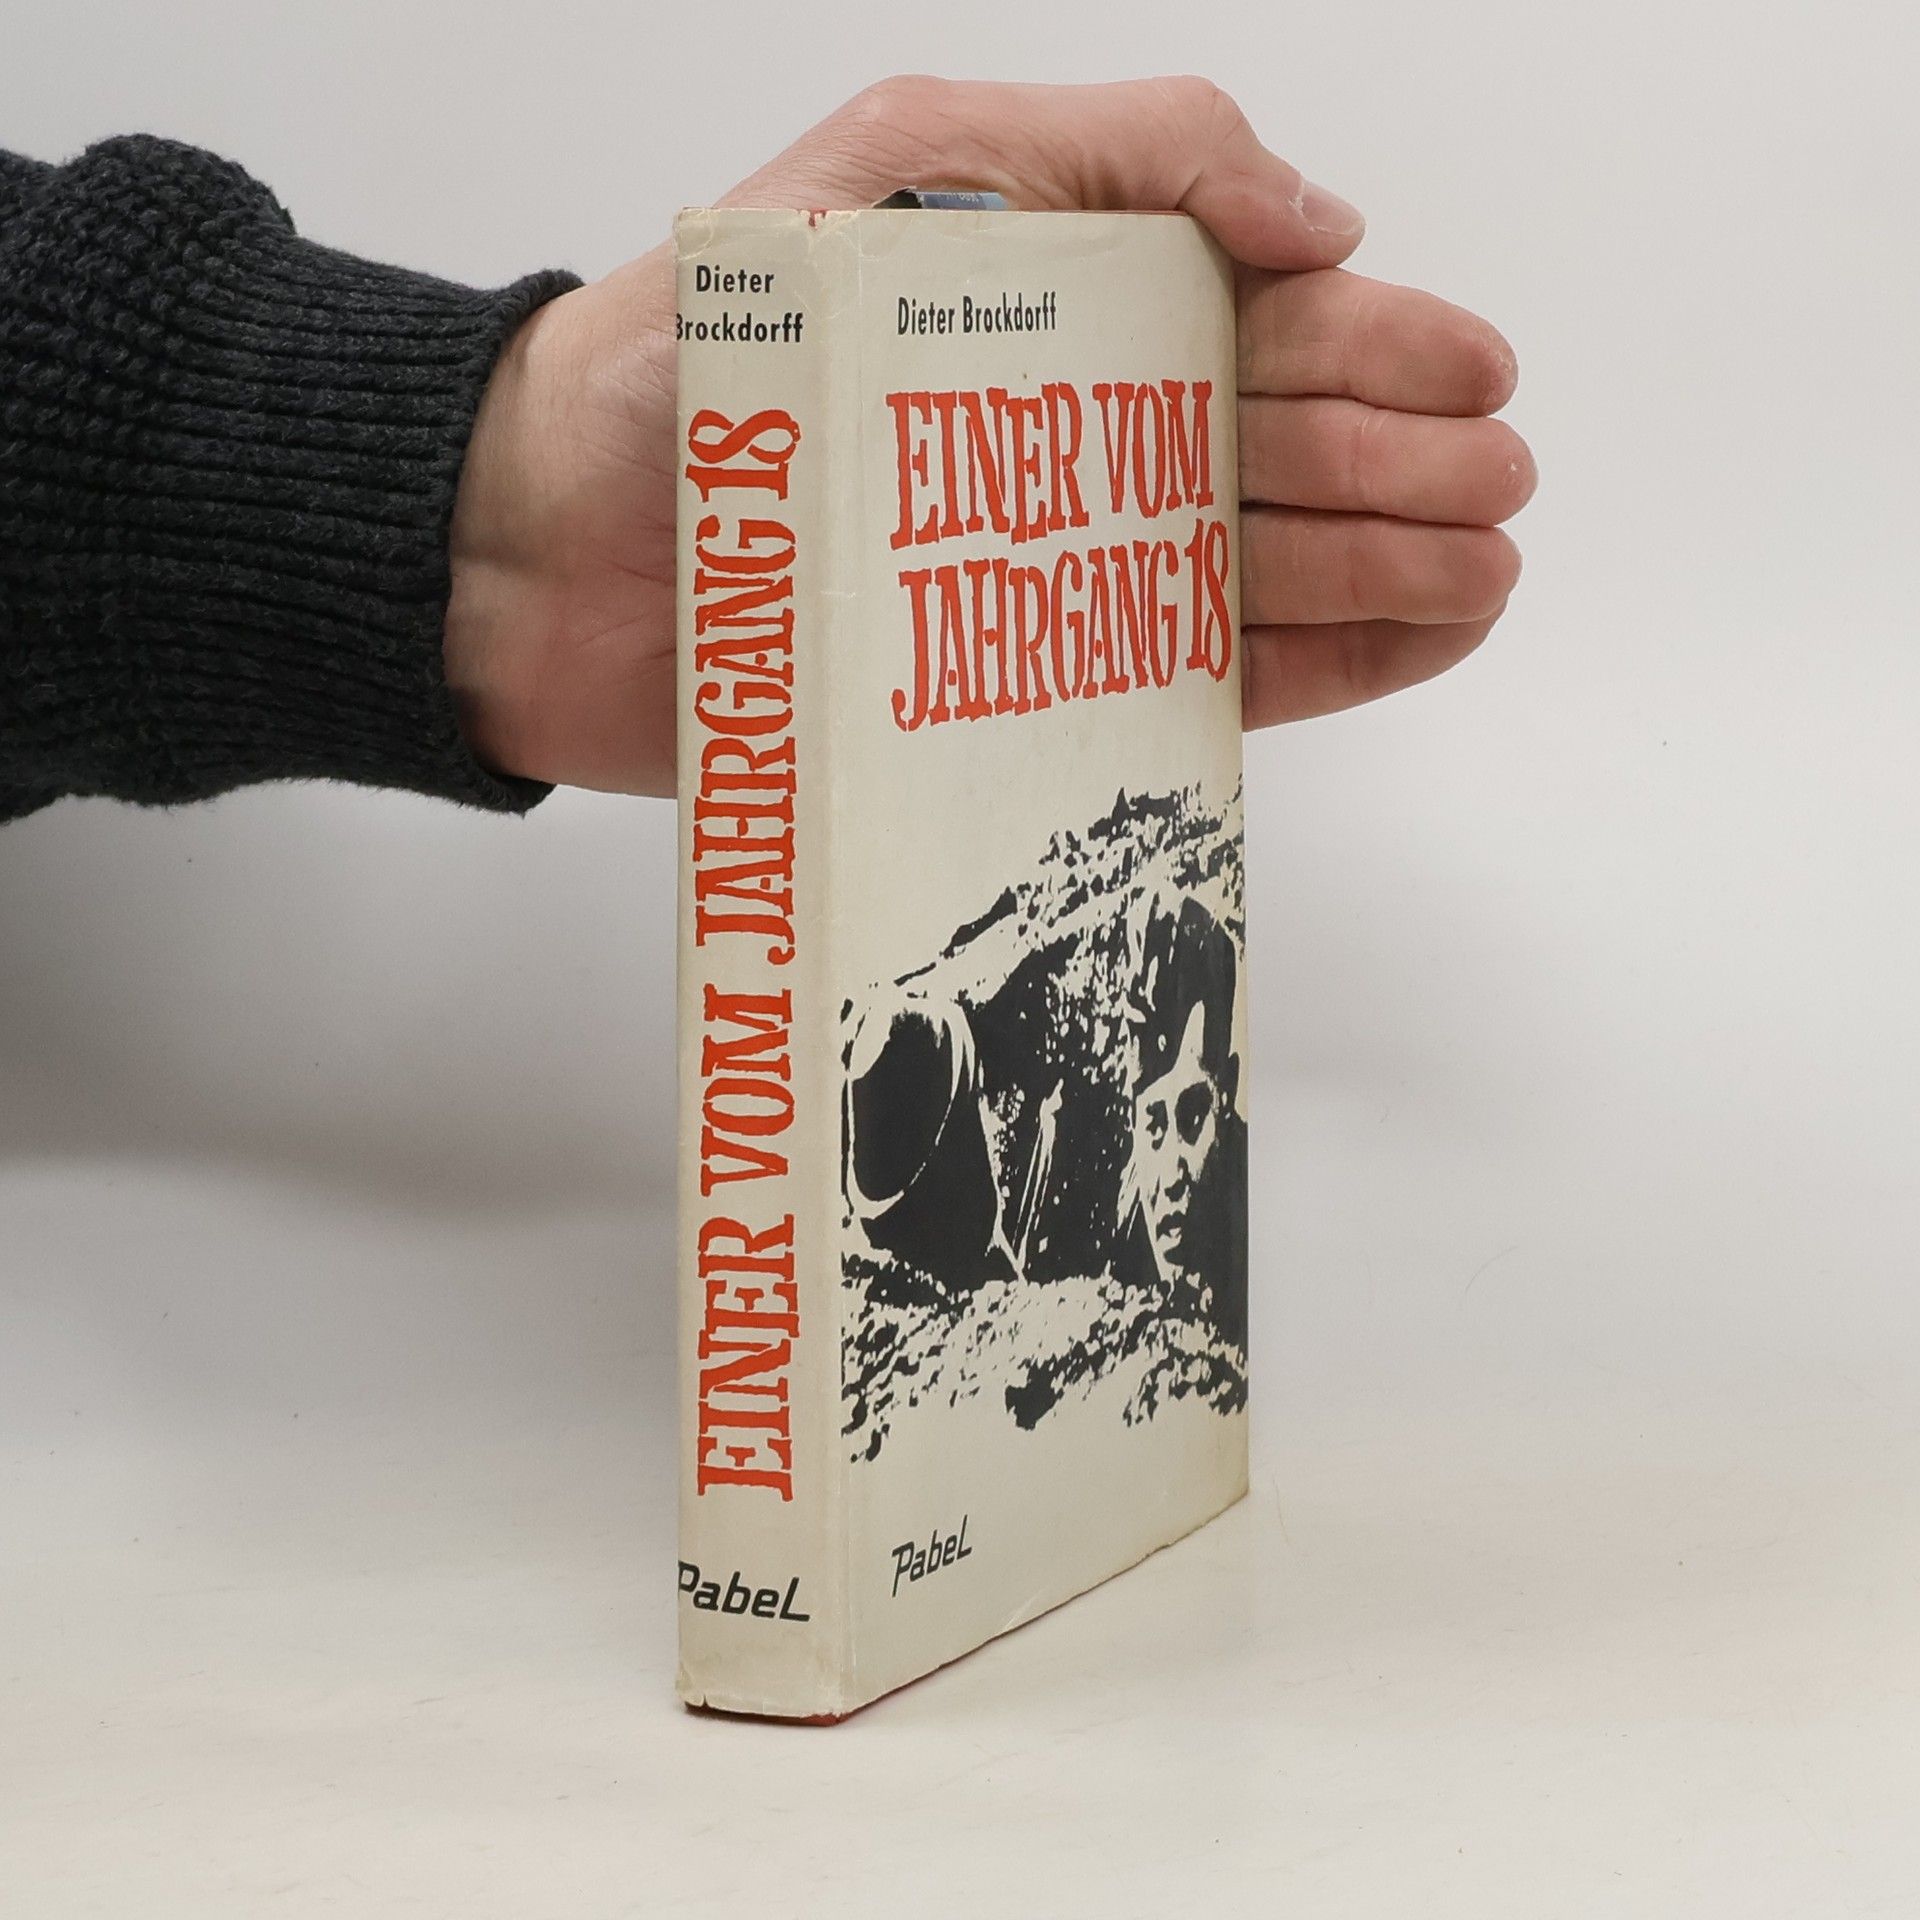 Dieter
Brockdorff
EINER VOM JAHRGANG 18
PabeL
Dieter Brockdorff
EINER VOM
JAHRGANG 18
PabeL